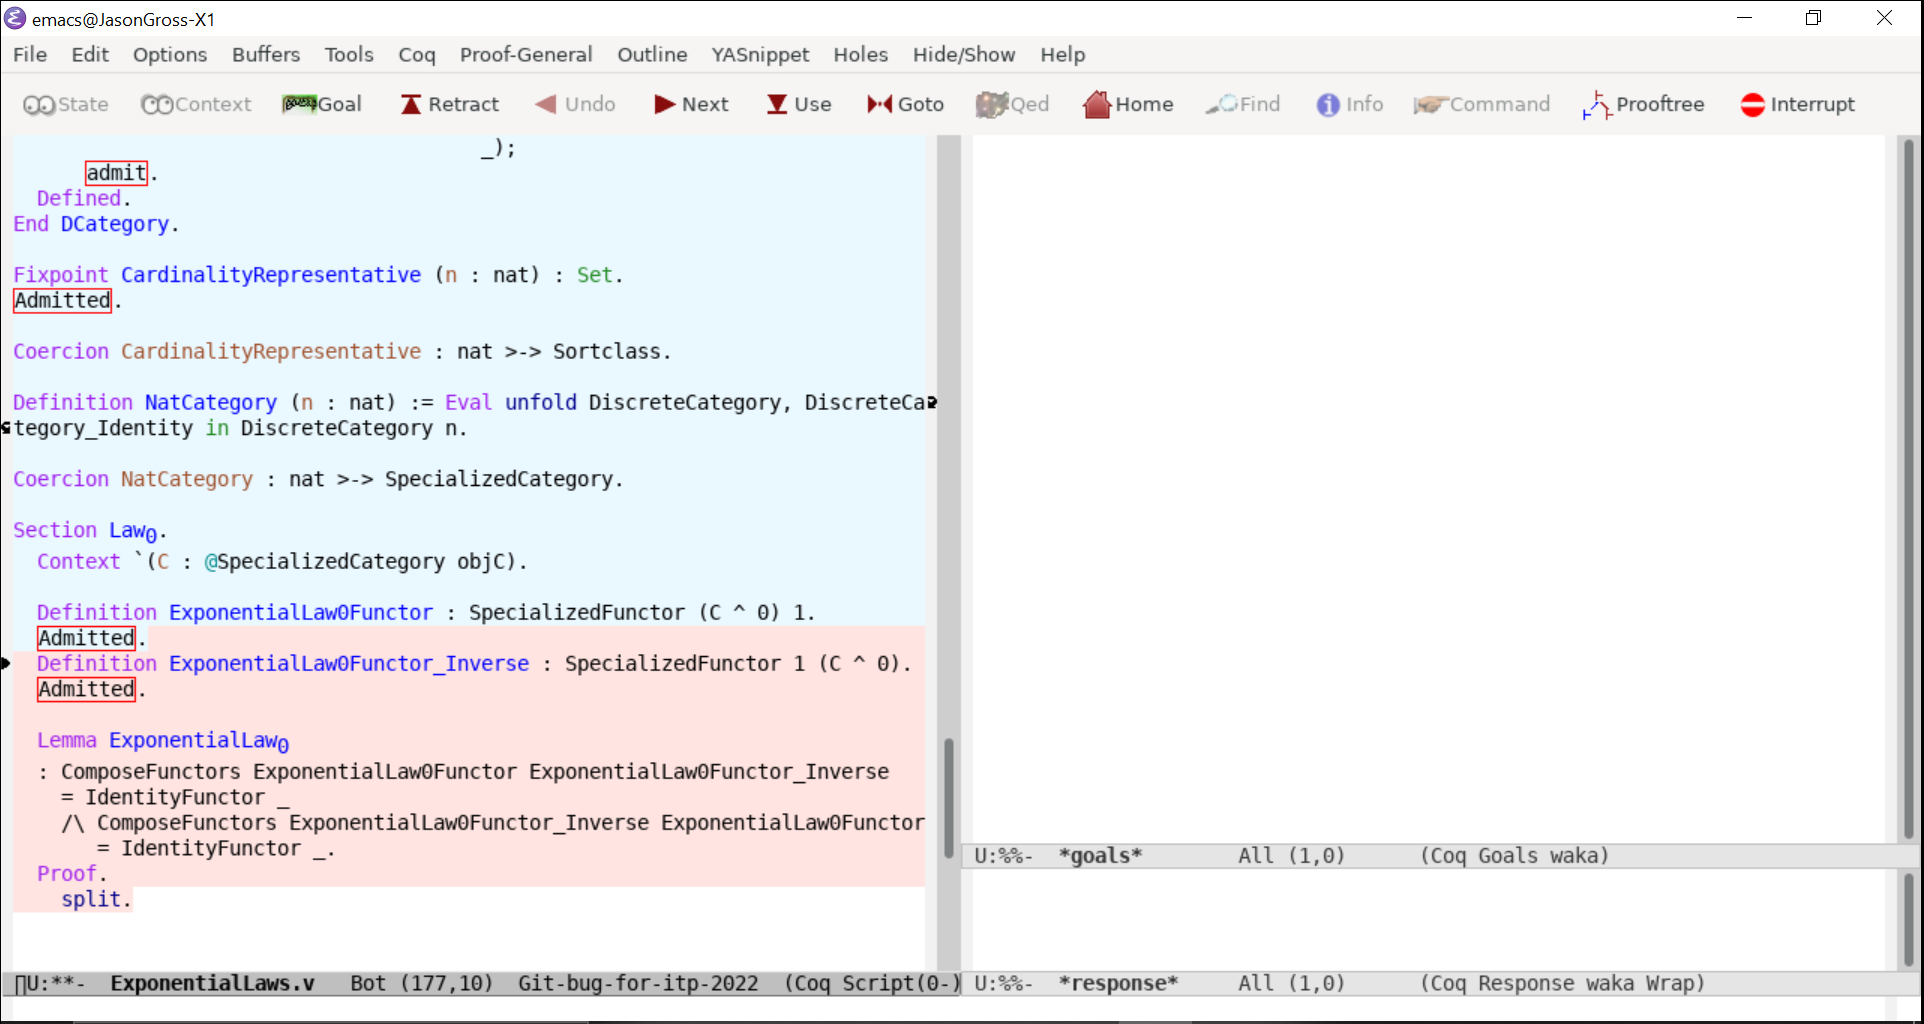 emacs@JasonGross-X1
File Edit Options Buffers Tools Coq Proof-General Outline YASnippet Holes Hide/Show Help
State Context Goal Retract Undo Next Use Goto Qed Home Find Info Command Prooftree Interrupt
_);
admit.
Defined.
End DCategory.
Fixpoint CardinalityRepresentative (n : nat) : Set.
Admitted.
Coercion CardinalityRepresentative : nat >-> Sortclass.
Definition NatCategory (n : nat) := Eval unfold DiscreteCategory, DiscreteCa
tegory_Identity in DiscreteCategory n.
Coercion NatCategory : nat >-> SpecializedCategory.
Section Law₀.
Context `(C : @SpecializedCategory objC).
Definition ExponentialLaw0Functor : SpecializedFunctor (C ^ 0) 1.
Admitted.
Definition ExponentialLaw0Functor_Inverse : SpecializedFunctor 1 (C ^ 0).
Admitted.
Lemma ExponentialLaw₀
: ComposeFunctors ExponentialLaw0Functor ExponentialLaw0Functor_Inverse
= IdentityFunctor _
/\ ComposeFunctors ExponentialLaw0Functor_Inverse ExponentialLaw0Functor
= IdentityFunctor _.
Proof.
split.
U:**- ExponentialLaws.v Bot (177,10) Git-bug-for-itp-2022 (Coq Script(0-)
U:%%- *goals* All (1,0) (Coq Goals waka)
U:%%- *response* All (1,0) (Coq Response waka Wrap)